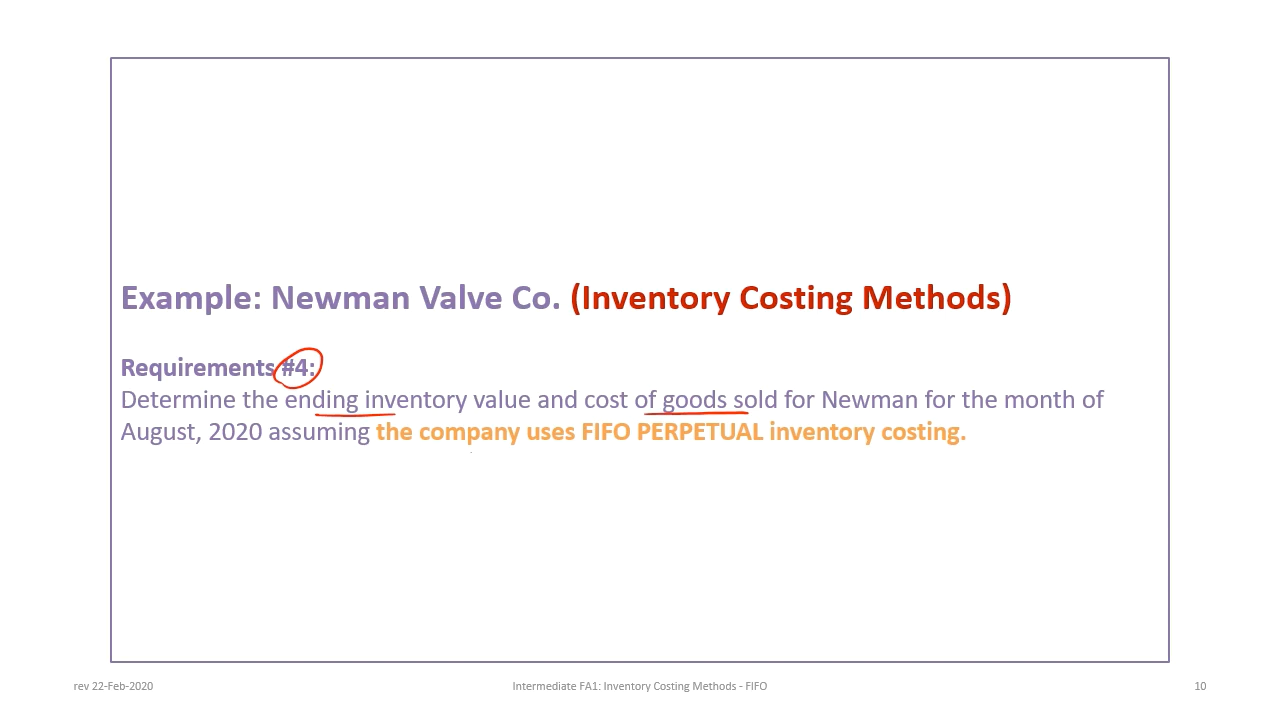 Example: Newman Valve Co. (Inventory Costing Methods)
Requirements #4:
Determine the ending inventory value and cost of goods sold for Newman for the month of
August, 2020 assuming the company uses FIFO PERPETUAL inventory costing.
rev 22-Feb-2020
Intermediate FA1: Inventory Costing Methods - FIFO
10